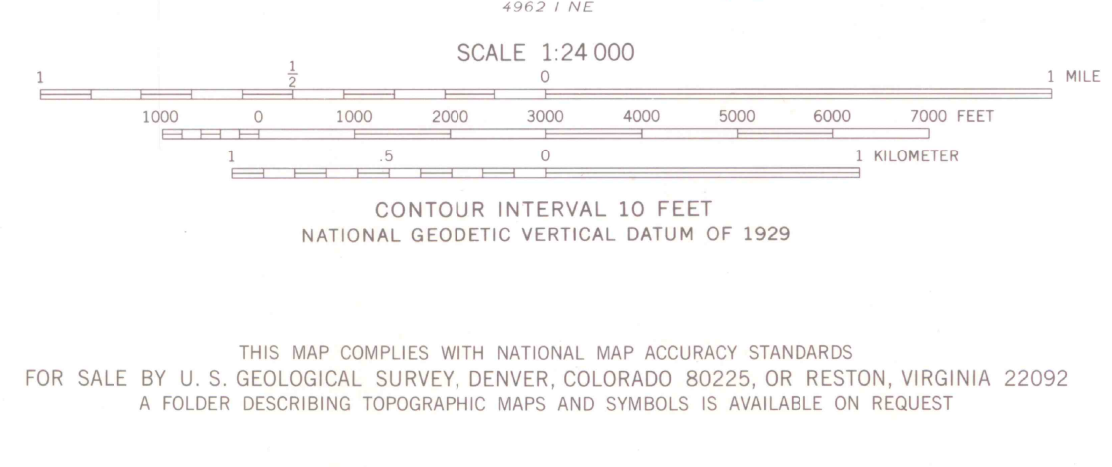 4962 I NE
SCALE 1:24 000
1 1/2 0 1 MILE
1000 0 1000 2000 3000 4000 5000 6000 7000 FEET
1 .5 0 1 KILOMETER
CONTOUR INTERVAL 10 FEET
NATIONAL GEODETIC VERTICAL DATUM OF 1929
THIS MAP COMPLIES WITH NATIONAL MAP ACCURACY STANDARDS
FOR SALE BY U. S. GEOLOGICAL SURVEY, DENVER, COLORADO 80225, OR RESTON, VIRGINIA 22092
A FOLDER DESCRIBING TOPOGRAPHIC MAPS AND SYMBOLS IS AVAILABLE ON REQUEST